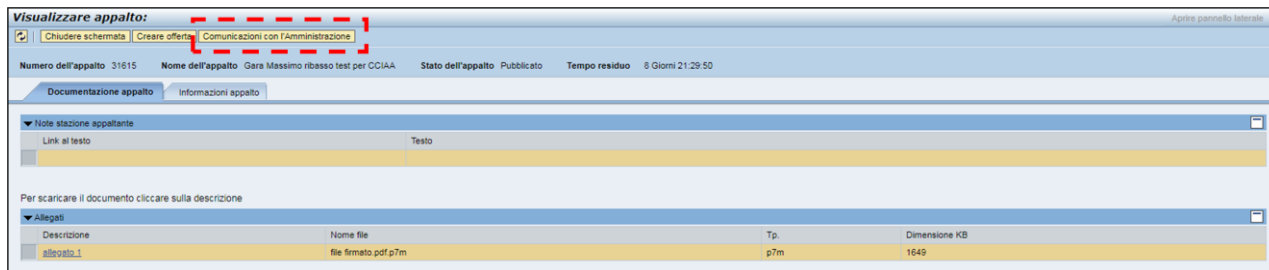 Visualizzare appalto:
Aprire pannello laterale
Chiudere schermata Creare offerta Comunicazioni con l'Amministrazione
Numero dell'appalto 31615 Nome dell'appalto Gara Massimo ribasso test per CCIAA Stato dell'appalto Pubblicato Tempo residuo 8 Giorni 21:29:50
Documentazione appalto Informazioni appalto
Note stazione appaltante
Link al testo Testo
Per scaricare il documento cliccare sulla descrizione
Allegati
Descrizione Nome file Tp. Dimensione KB
allegato 1 file firmato.pdf.p7m p7m 1649